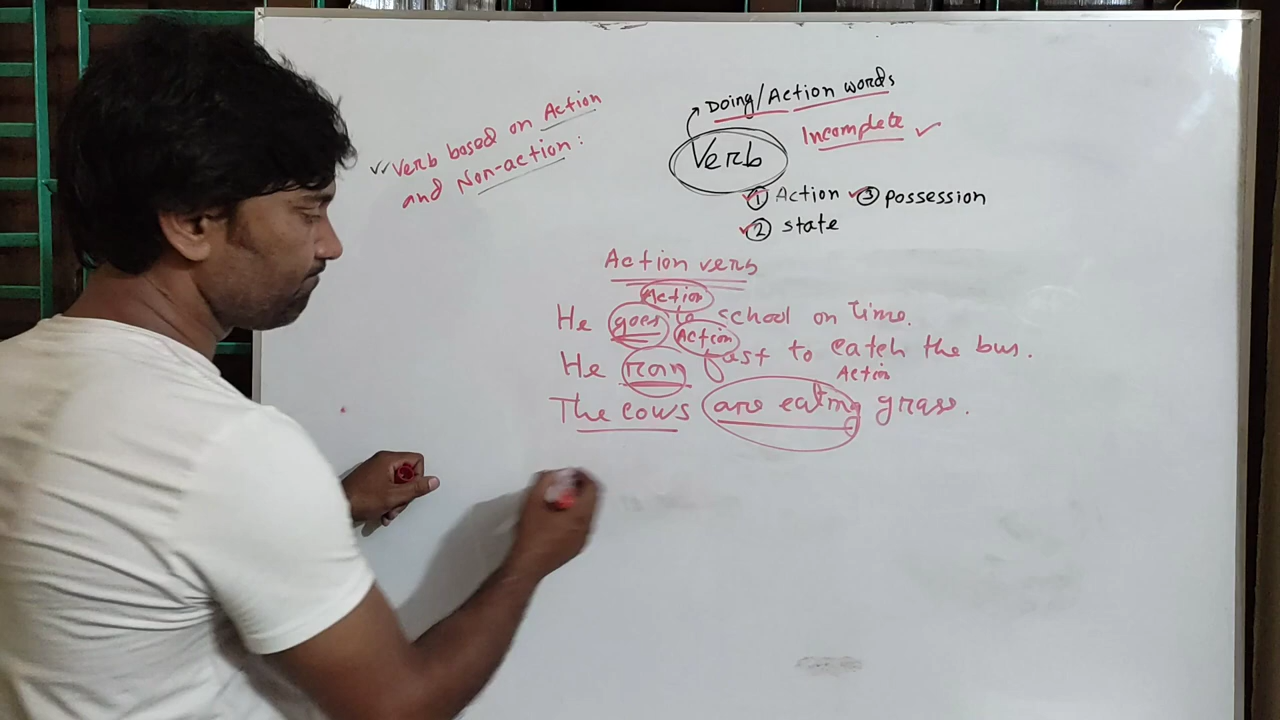 ✓✓ Verb based on Action
and Non-action:
Doing/Action words
Incomplete ✓
Verb
① Action ③ possession
② state
Action verb
Action
He goes to school on time.
Action
He ran fast to catch the bus.
Action
The cows are eating grass.